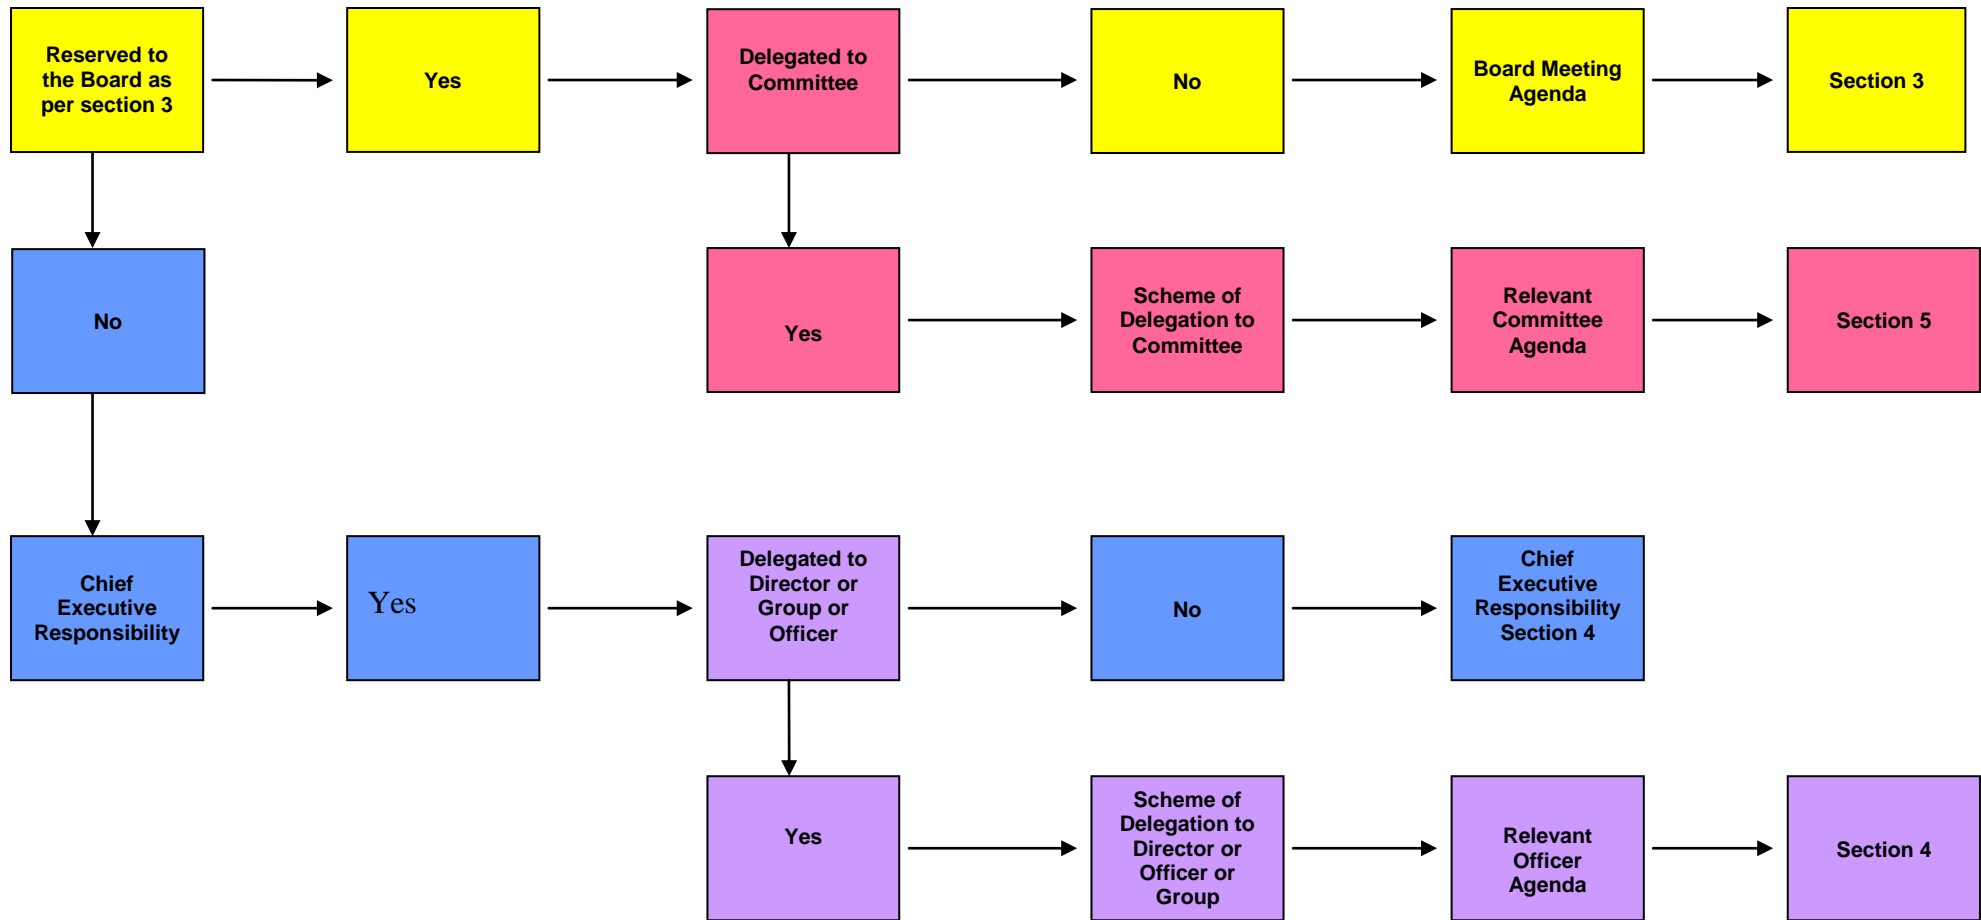 Reserved to
the Board as
per section 3
Yes
Delegated to
Committee
No
Board Meeting
Agenda
Section 3
No
Yes
Scheme of
Delegation to
Committee
Relevant
Committee
Agenda
Section 5
Chief
Executive
Responsibility
Yes
Delegated to
Director or
Group or
Officer
No
Chief
Executive
Responsibility
Section 4
Yes
Scheme of
Delegation to
Director or
Officer or
Group
Relevant
Officer
Agenda
Section 4